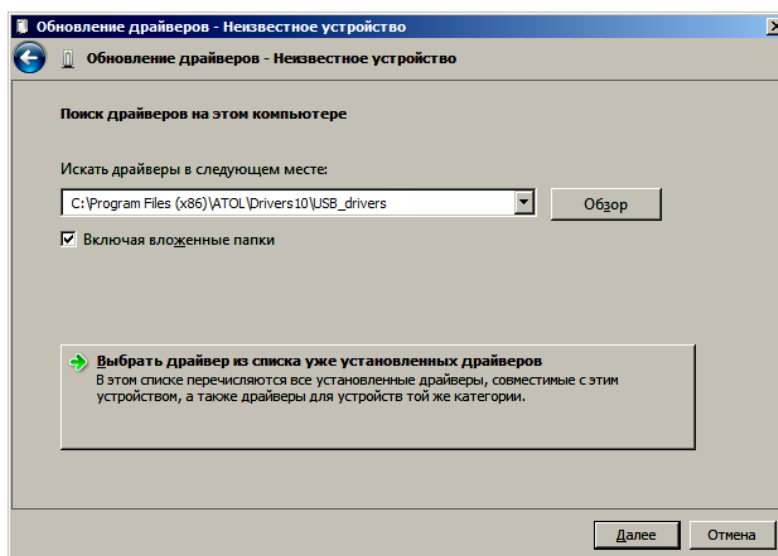 Обновление драйверов - Неизвестное устройство
Обновление драйверов - Неизвестное устройство
Поиск драйверов на этом компьютере
Искать драйверы в следующем месте:
C:\Program Files (x86)\ATOL\Drivers10\USB_drivers
Обзор
Включая вложенные папки
Выбрать драйвер из списка уже установленных драйверов
В этом списке перечисляются все установленные драйверы, совместимые с этим
устройством, а также драйверы для устройств той же категории.
Далее
Отмена